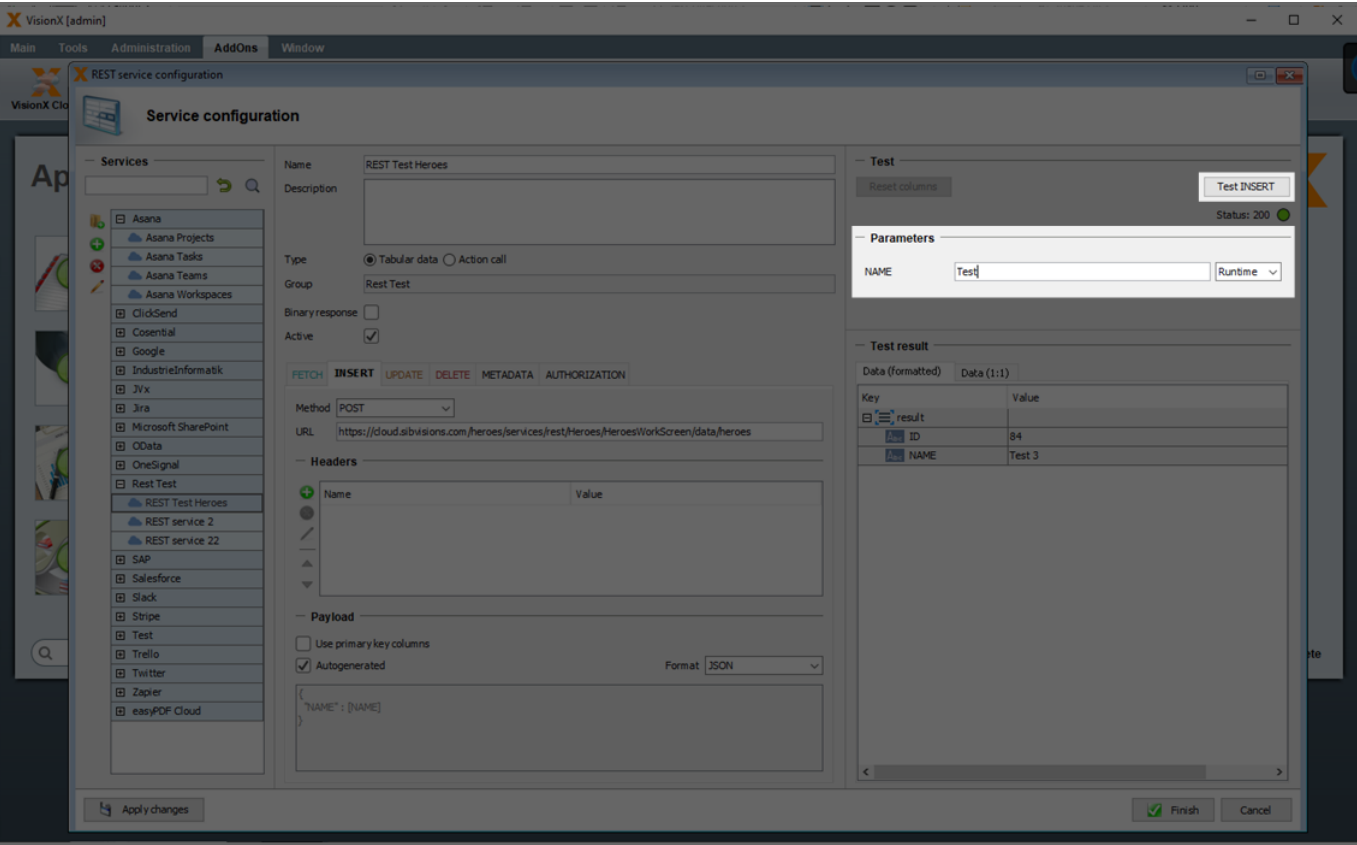 VisionX [admin]
Main Tools Administration AddOns Window
REST service configuration
VisionX Clo
Service configuration
Ap
Services
Asana
Asana Projects
Asana Tasks
Asana Teams
Asana Workspaces
ClickSend
Cosential
Google
IndustrieInformatik
JVx
Jira
Microsoft SharePoint
OData
OneSignal
Rest Test
REST Test Heroes
REST service 2
REST service 22
SAP
Salesforce
Slack
Stripe
Test
Trello
Twitter
Zapier
easyPDF Cloud
Name REST Test Heroes
Description
Type Tabular data Action call
Group Rest Test
Binary response
Active
FETCH INSERT UPDATE DELETE METADATA AUTHORIZATION
Method POST
URL https://cloud.sibvisions.com/heroes/services/rest/Heroes/HeroesWorkScreen/data/heroes
Headers
Name Value
Payload
Use primary key columns
Autogenerated Format JSON
{
"NAME" : [NAME]
}
Test
Reset columns Test INSERT
Status: 200
Parameters
NAME Test Runtime
Test result
Data (formatted) Data (1:1)
Key Value
result
Abc ID 84
Abc NAME Test 3
ete
Apply changes Finish Cancel